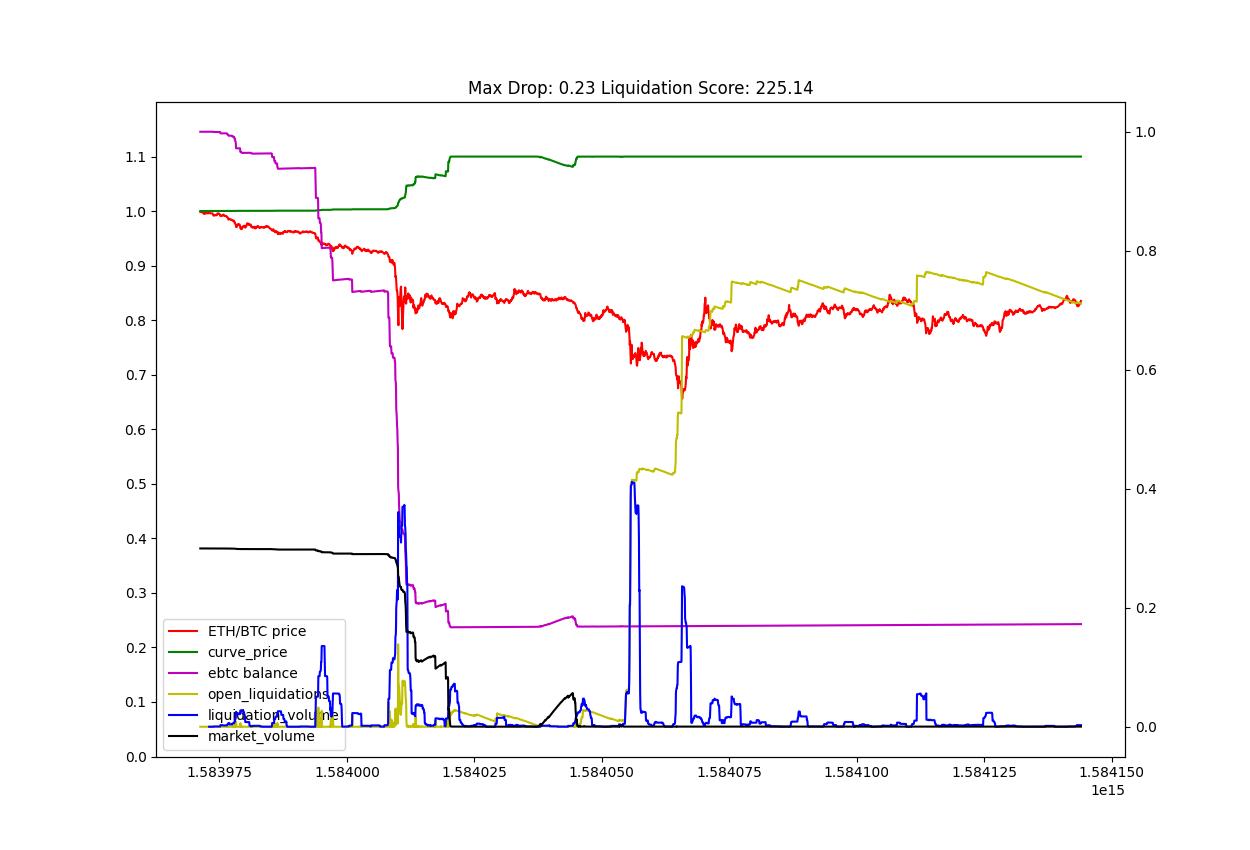 Max Drop: 0.23 Liquidation Score: 225.14
1.1
1.0
0.9
0.8
0.7
0.6
0.5
0.4
0.3
0.2
0.1
0.0
1.0
0.8
0.6
0.4
0.2
0.0
ETH/BTC price
curve_price
ebtc balance
open_liquidations
liquidation_volume
market_volume
1.583975 1.584000 1.584025 1.584050 1.584075 1.584100 1.584125 1.584150
1e15